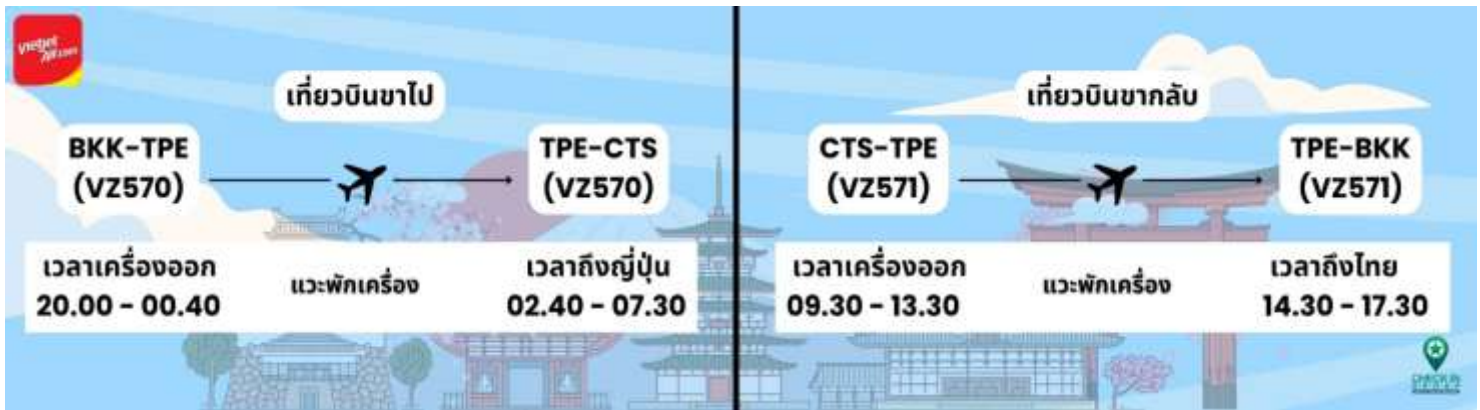 vietjet Air.com
เที่ยวบินขาไป
BKK-TPE
(VZ570)
TPE-CTS
(VZ570)
เวลาเครื่องออก
20.00 - 00.40
แวะพักเครื่อง
เวลาถึงญี่ปุ่น
02.40 - 07.30
เที่ยวบินขากลับ
CTS-TPE
(VZ571)
TPE-BKK
(VZ571)
เวลาเครื่องออก
09.30 - 13.30
แวะพักเครื่อง
เวลาถึงไทย
14.30 - 17.30